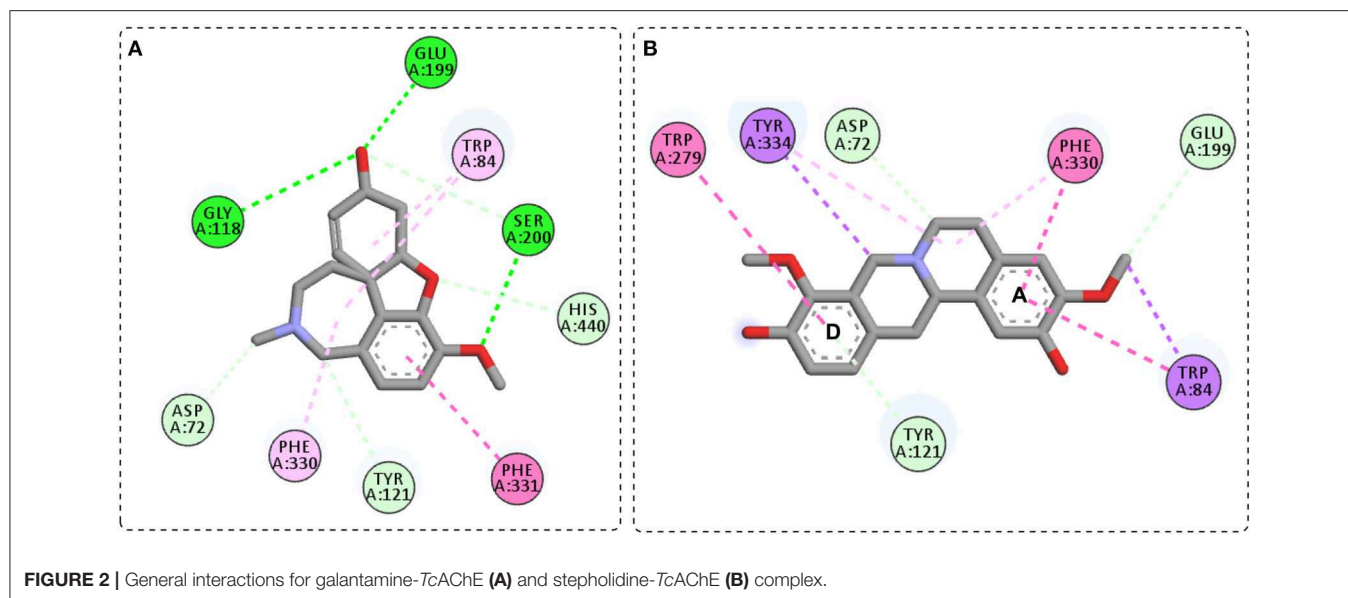 A
GLU
A:199
TRP
A:84
GLY
A:118
SER
A:200
HIS
A:440
ASP
A:72
PHE
A:330
TYR
A:121
PHE
A:331
B
TRP
A:279
TYR
A:334
ASP
A:72
PHE
A:330
GLU
A:199
A
D
TRP
A:84
TYR
A:121
FIGURE 2 | General interactions for galantamine-TcAChE (A) and stepholidine-TcAChE (B) complex.